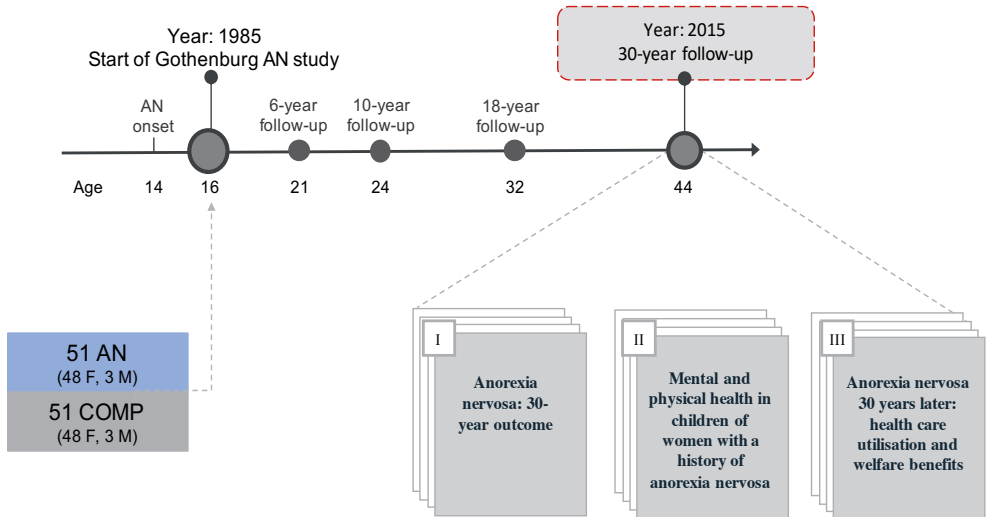 Year: 1985
Start of Gothenburg AN study
Year: 2015
30-year follow-up
AN
onset
6-year
follow-up
10-year
follow-up
18-year
follow-up
Age
14
16
21
24
32
44
51 AN
(48 F, 3 M)
51 COMP
(48 F, 3 M)
I
Anorexia
nervosa: 30-
year outcome
II
Mental and
physical health in
children of
women with a
history of
anorexia nervosa
III
Anorexia nervosa
30 years later:
health care
utilisation and
welfare benefits